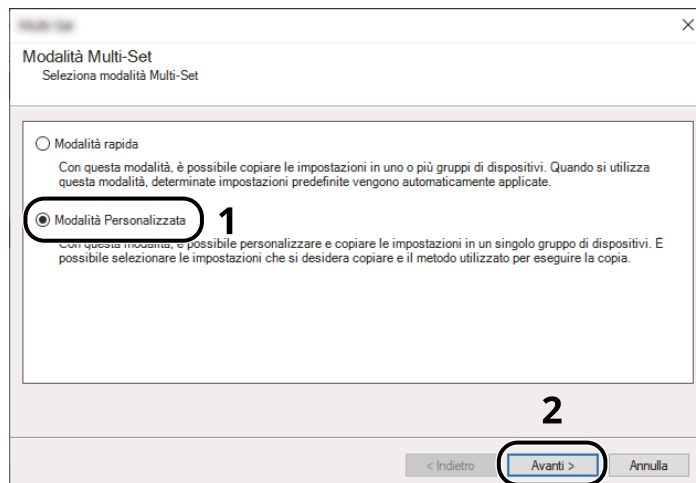 Modalità Multi-Set
Seleziona modalità Multi-Set
Modalità rapida
Con questa modalità, è possibile copiare le impostazioni in uno o più gruppi di dispositivi. Quando si utilizza
questa modalità, determinate impostazioni predefinite vengono automaticamente applicate.
Modalità Personalizzata 1
Con questa modalità, è possibile personalizzare e copiare le impostazioni in un singolo gruppo di dispositivi. È
possibile selezionare le impostazioni che si desidera copiare e il metodo utilizzato per eseguire la copia.
2
< Indietro Avanti > Annulla